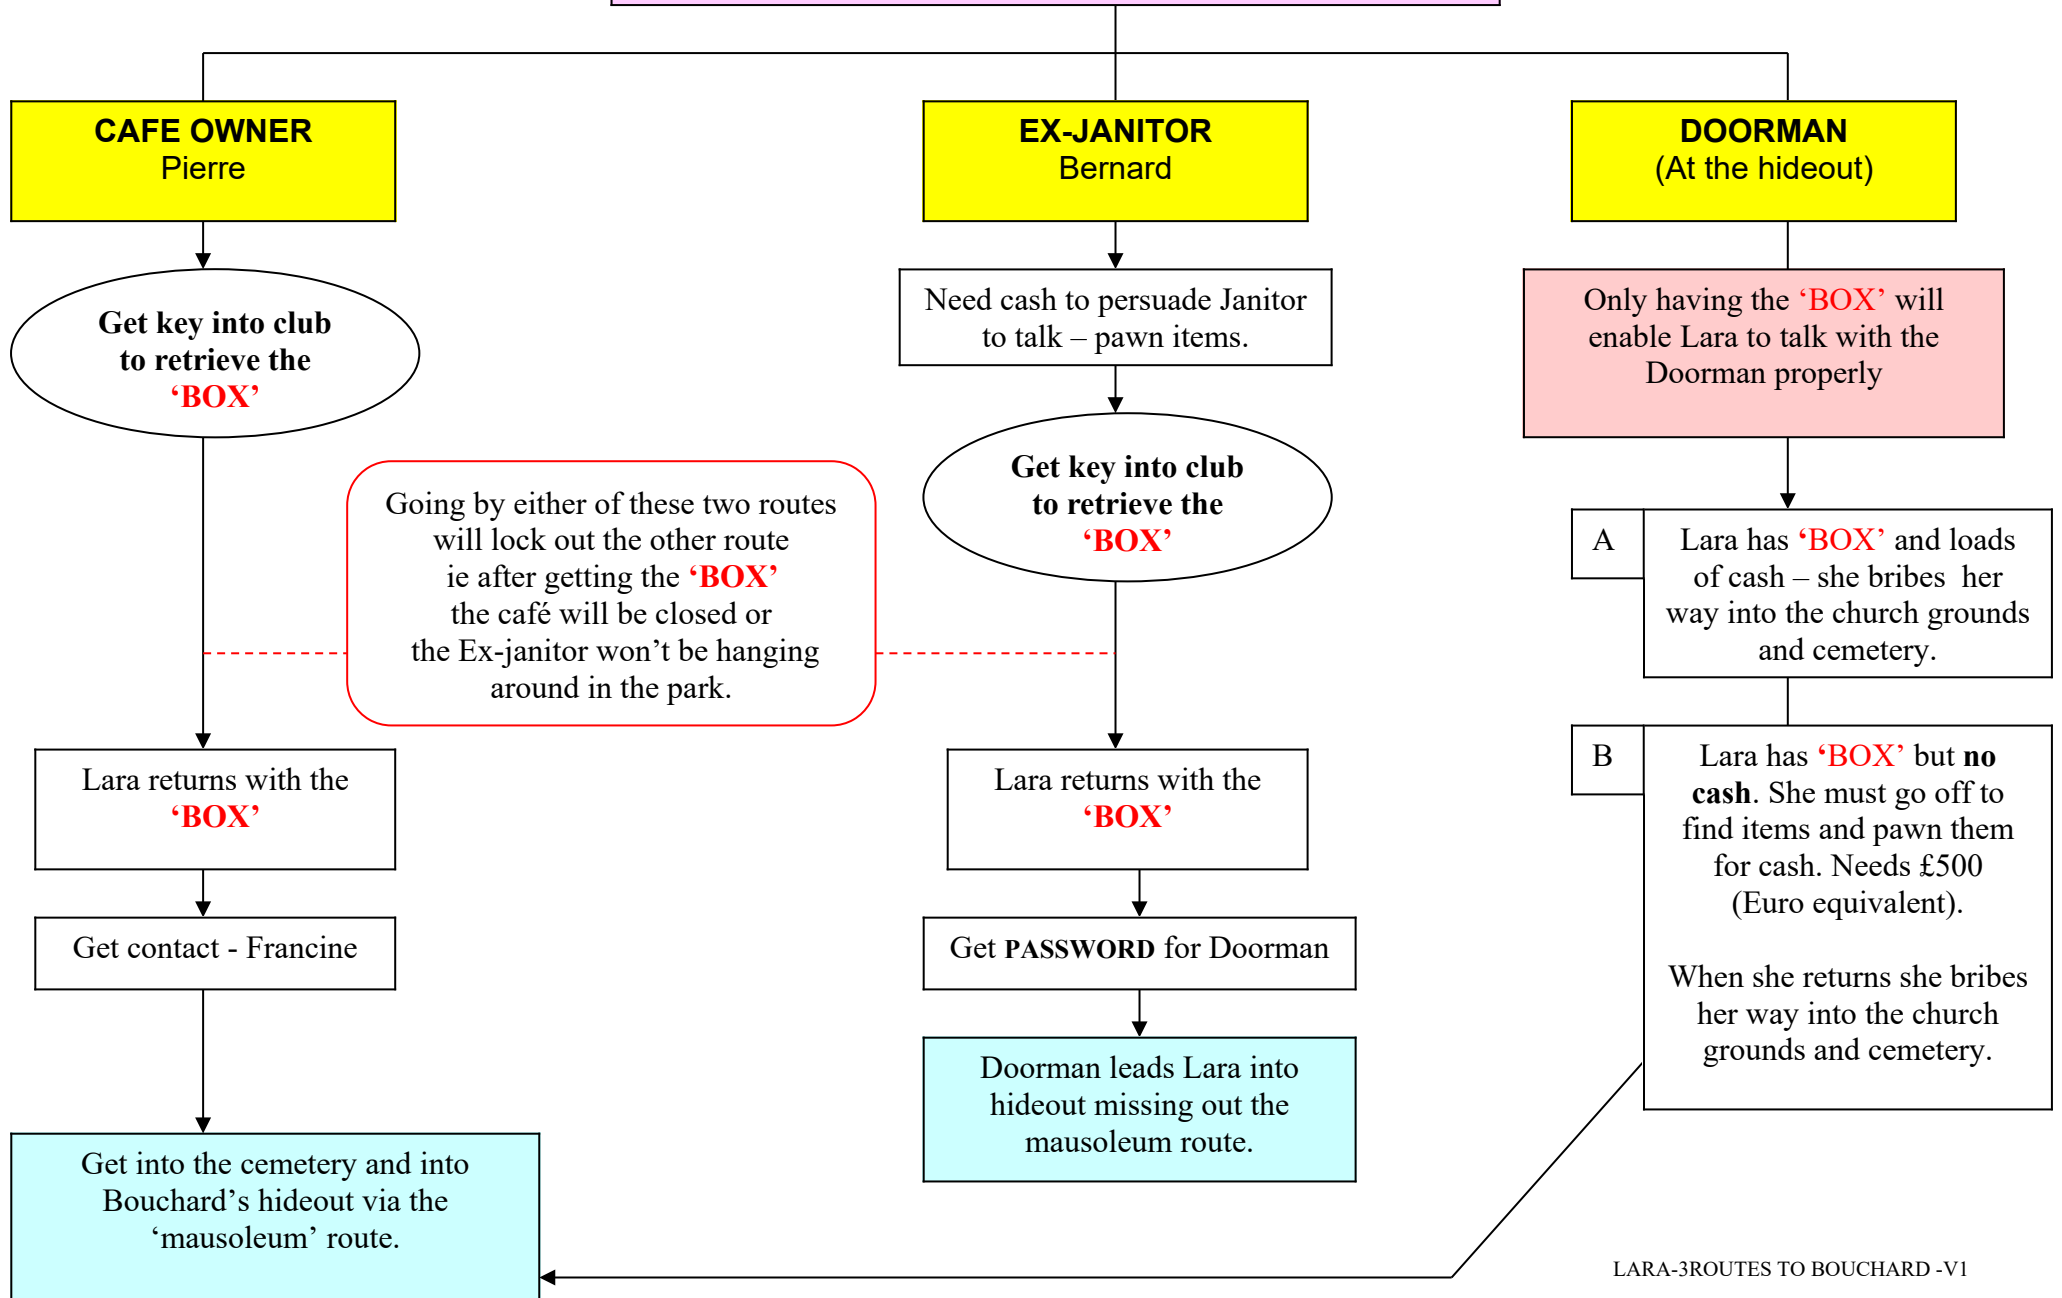 CAFE OWNER
Pierre
EX-JANITOR
Bernard
DOORMAN
(At the hideout)
Get key into club
to retrieve the
‘BOX’
Need cash to persuade Janitor
to talk – pawn items.
Only having the ‘BOX’ will
enable Lara to talk with the
Doorman properly
Going by either of these two routes
will lock out the other route
ie after getting the ‘BOX’
the café will be closed or
the Ex-janitor won’t be hanging
around in the park.
Get key into club
to retrieve the
‘BOX’
A
Lara has ‘BOX’ and loads
of cash – she bribes  her
way into the church grounds
and cemetery.
Lara returns with the
‘BOX’
Lara returns with the
‘BOX’
B
Lara has ‘BOX’ but no
cash. She must go off to
find items and pawn them
for cash. Needs £500
(Euro equivalent).
When she returns she bribes
her way into the church
grounds and cemetery.
Get contact - Francine
Get PASSWORD for Doorman
Doorman leads Lara into
hideout missing out the
mausoleum route.
Get into the cemetery and into
Bouchard’s hideout via the
‘mausoleum’ route.
LARA-3ROUTES TO BOUCHARD -V1